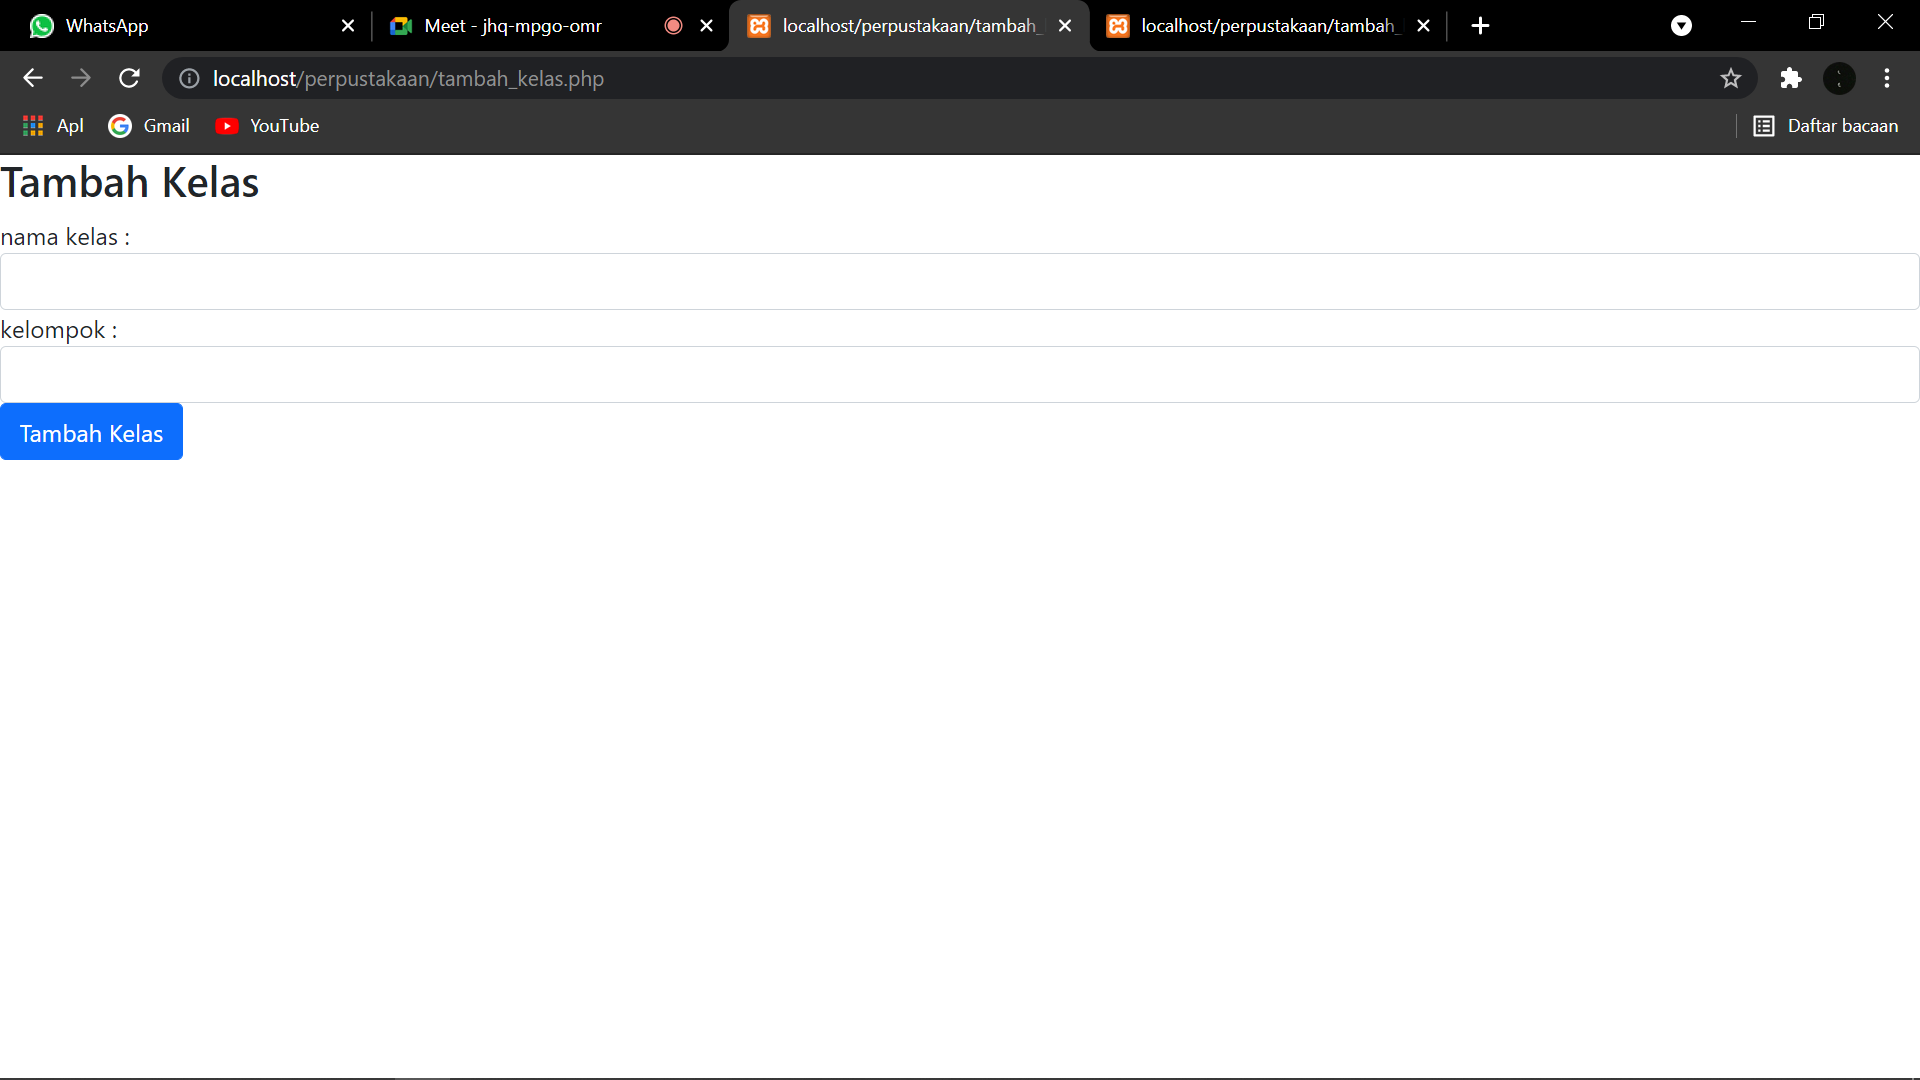 WhatsApp
Meet - jhq-mpgo-omr
localhost/perpustakaan/tambah_
localhost/perpustakaan/tambah_
localhost/perpustakaan/tambah_kelas.php
Apl
Gmail
YouTube
Daftar bacaan
Tambah Kelas
nama kelas :
kelompok :
Tambah Kelas